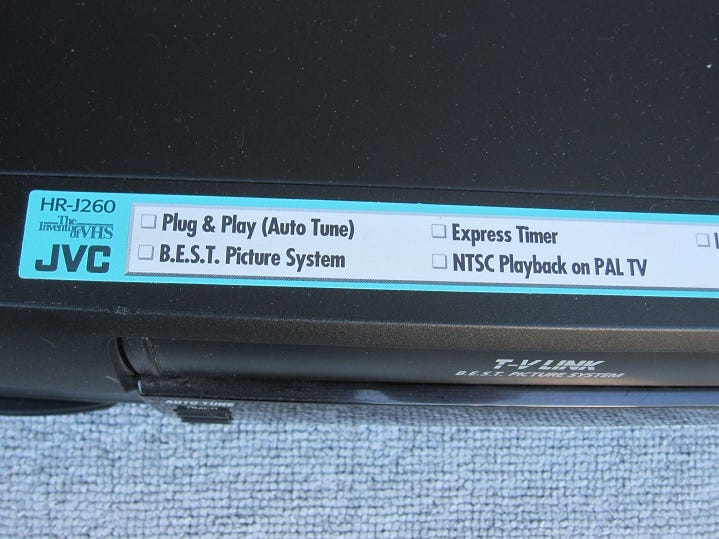 HR-J260
The
Inventor
of VHS
JVC
Plug & Play (Auto Tune)
B.E.S.T. Picture System
Express Timer
NTSC Playback on PAL TV
T-V LINK
B.E.S.T. PICTURE SYSTEM
AUTO TUNE